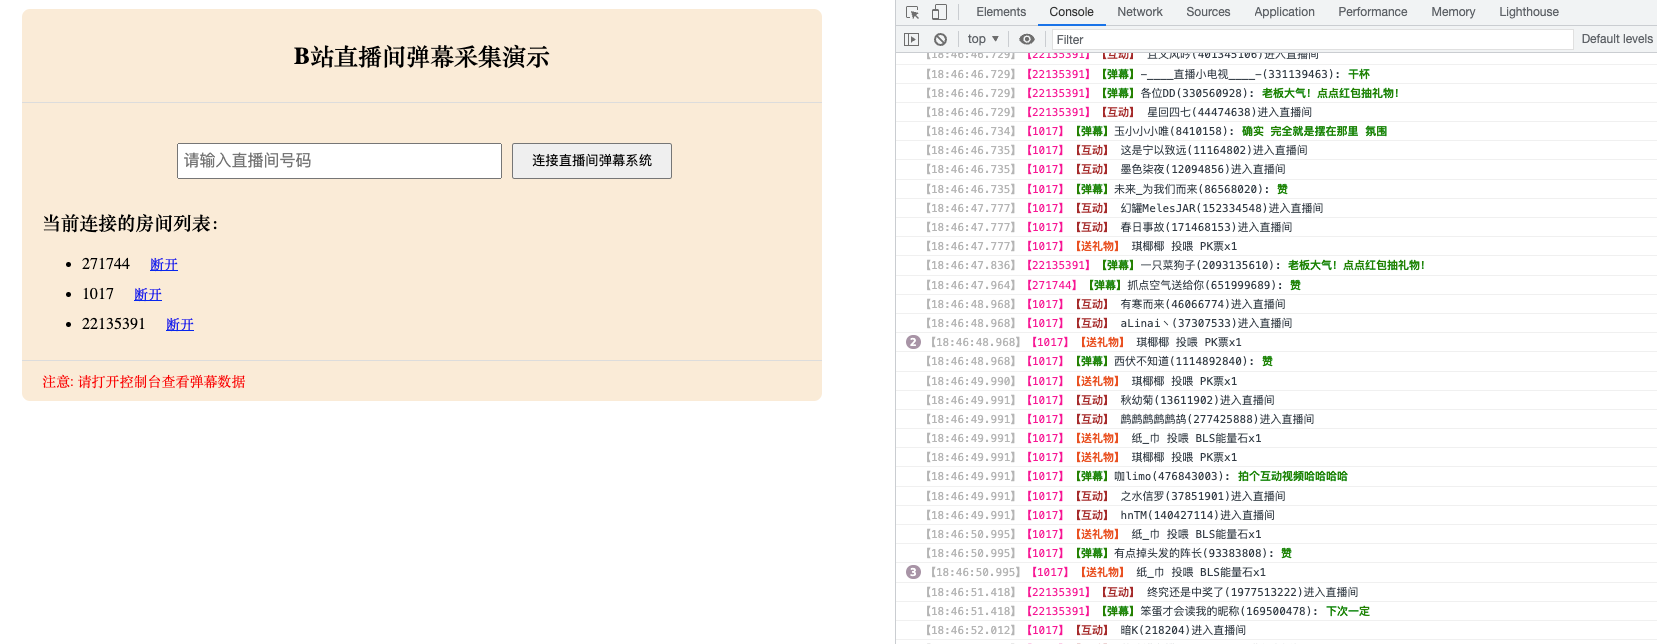 B站直播间弹幕采集演示
请输入直播间号码
连接直播间弹幕系统
当前连接的房间列表：
271744 断开
1017 断开
22135391 断开
注意: 请打开控制台查看弹幕数据
Elements Console Network Sources Application Performance Memory Lighthouse
top ▼ Filter Default levels
[18:46:46.729]【22135391】【互动】 且文风吟(401345106)进入直播间
[18:46:46.729]【22135391】【弹幕】-____直播小电视____-(331139463): 干杯
[18:46:46.729]【22135391】【弹幕】各位DD(330560928): 老板大气！点点红包抽礼物！
[18:46:46.729]【22135391】【互动】 星回四七(44474638)进入直播间
[18:46:46.734]【1017】【弹幕】玉小小小唯(8410158): 确实 完全就是摆在那里 氛围
[18:46:46.735]【1017】【互动】 这是宁以致远(11164802)进入直播间
[18:46:46.735]【1017】【互动】 墨色柒夜(12094856)进入直播间
[18:46:46.735]【1017】【弹幕】未来_为我们而来(86568020): 赞
[18:46:47.777]【1017】【互动】 幻罐MelesJAR(152334548)进入直播间
[18:46:47.777]【1017】【互动】 春日事故(171468153)进入直播间
[18:46:47.777]【1017】【送礼物】 琪椰椰 投喂 PK票x1
[18:46:47.836]【22135391】【弹幕】一只菜狗子(2093135610): 老板大气！点点红包抽礼物！
[18:46:47.964]【271744】【弹幕】抓点空气送给你(651999689): 赞
[18:46:48.968]【1017】【互动】 有寒而来(46066774)进入直播间
[18:46:48.968]【1017】【互动】 aLinai丶(37307533)进入直播间
2 [18:46:48.968]【1017】【送礼物】 琪椰椰 投喂 PK票x1
[18:46:48.968]【1017】【弹幕】西伏不知道(1114892840): 赞
[18:46:49.990]【1017】【送礼物】 琪椰椰 投喂 PK票x1
[18:46:49.991]【1017】【互动】 秋幼菊(13611902)进入直播间
[18:46:49.991]【1017】【互动】 鹧鹧鹧鹧鹧鸪(277425888)进入直播间
[18:46:49.991]【1017】【送礼物】 纸_巾 投喂 BLS能量石x1
[18:46:49.991]【1017】【送礼物】 琪椰椰 投喂 PK票x1
[18:46:49.991]【1017】【弹幕】咖limo(476843003): 拍个互动视频哈哈哈哈
[18:46:49.991]【1017】【互动】 之水信罗(37851901)进入直播间
[18:46:49.991]【1017】【互动】 hnTM(140427114)进入直播间
[18:46:50.995]【1017】【送礼物】 纸_巾 投喂 BLS能量石x1
[18:46:50.995]【1017】【弹幕】有点掉头发的阵长(93383808): 赞
3 [18:46:50.995]【1017】【送礼物】 纸_巾 投喂 BLS能量石x1
[18:46:51.418]【22135391】【互动】 终究还是中奖了(1977513222)进入直播间
[18:46:51.418]【22135391】【弹幕】笨蛋才会读我的昵称(169500478): 下次一定
[18:46:52.012]【1017】【互动】 暗K(218204)进入直播间